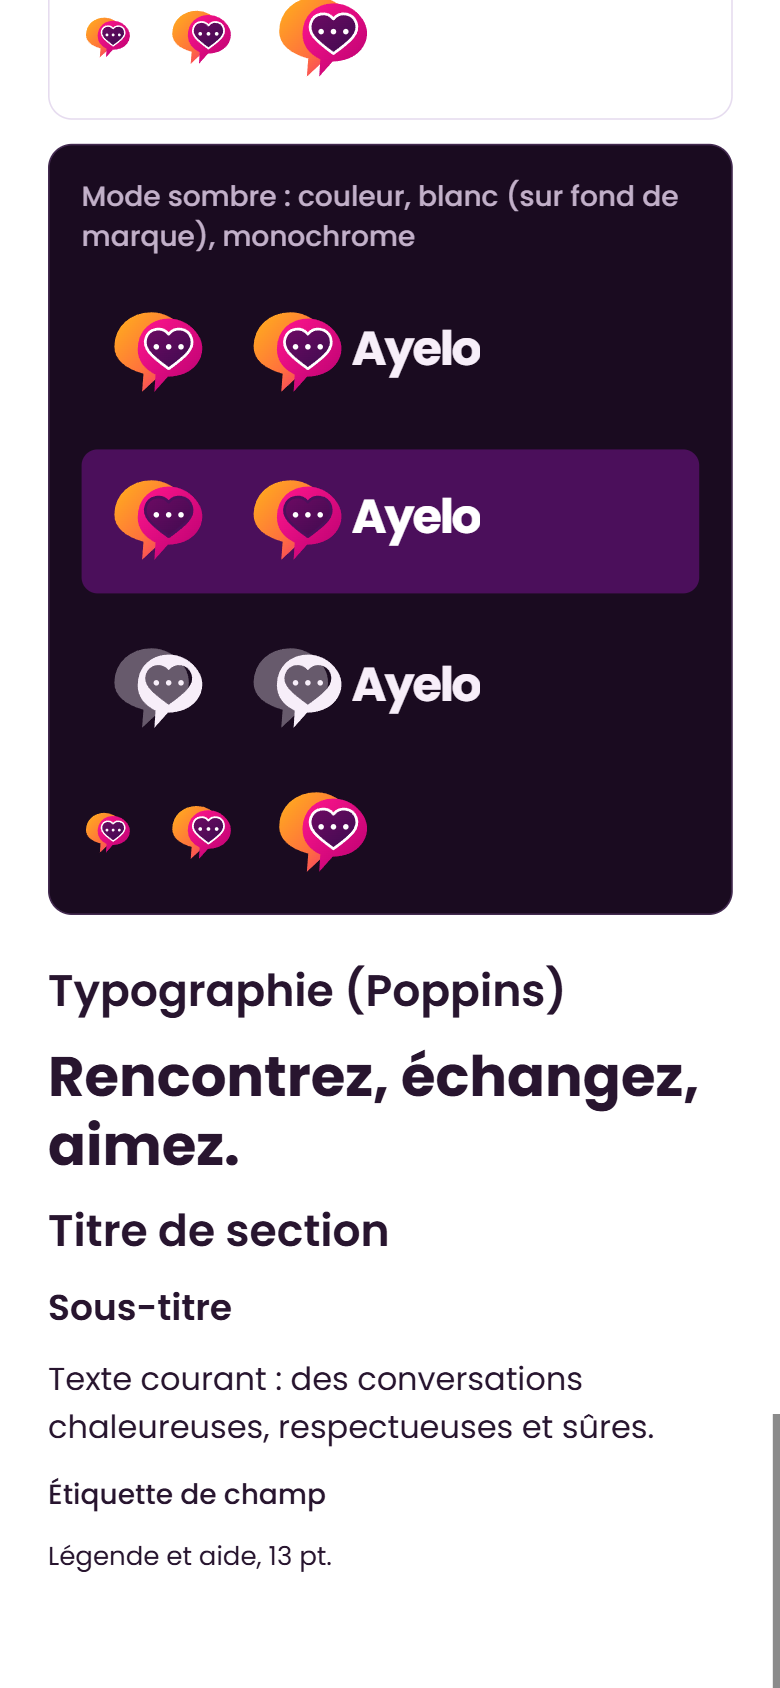 Mode sombre : couleur, blanc (sur fond de
marque), monochrome
Ayelo
Ayelo
Ayelo
Typographie (Poppins)
Rencontrez, échangez,
aimez.
Titre de section
Sous-titre
Texte courant : des conversations
chaleureuses, respectueuses et sûres.
Étiquette de champ
Légende et aide, 13 pt.